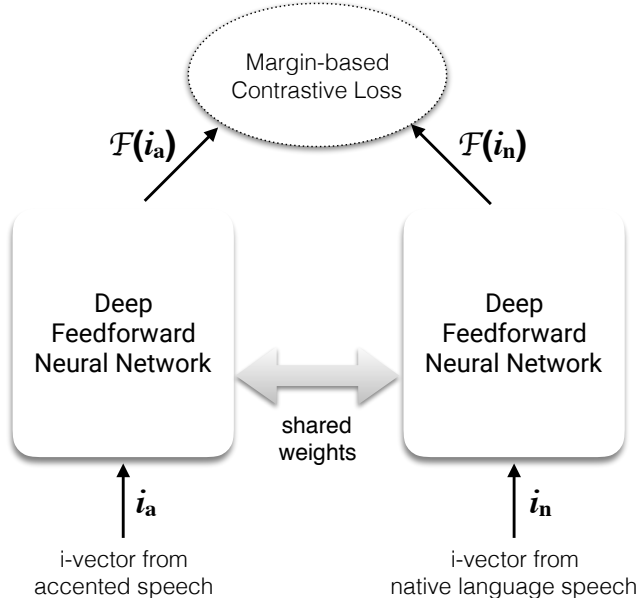 Margin-based
Contrastive Loss
ℱ(iₐ)
ℱ(iₙ)
Deep
Feedforward
Neural Network
Deep
Feedforward
Neural Network
shared
weights
iₐ
iₙ
i-vector from
accented speech
i-vector from
native language speech